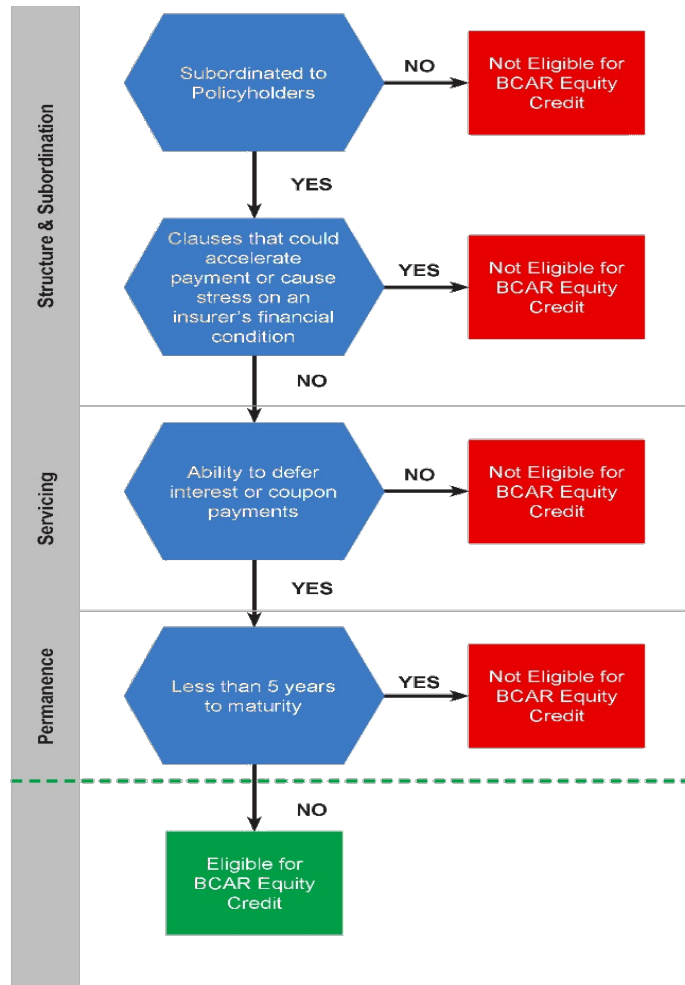 Structure & Subordination
Subordinated to
Policyholders
NO
Not Eligible for
BCAR Equity
Credit
YES
Clauses that could
accelerate
payment or cause
stress on an
insurer's financial
condition
YES
Not Eligible for
BCAR Equity
Credit
NO
Servicing
Ability to defer
interest or coupon
payments
NO
Not Eligible for
BCAR Equity
Credit
YES
Permanence
Less than 5 years
to maturity
YES
Not Eligible for
BCAR Equity
Credit
NO
Eligible for
BCAR Equity
Credit